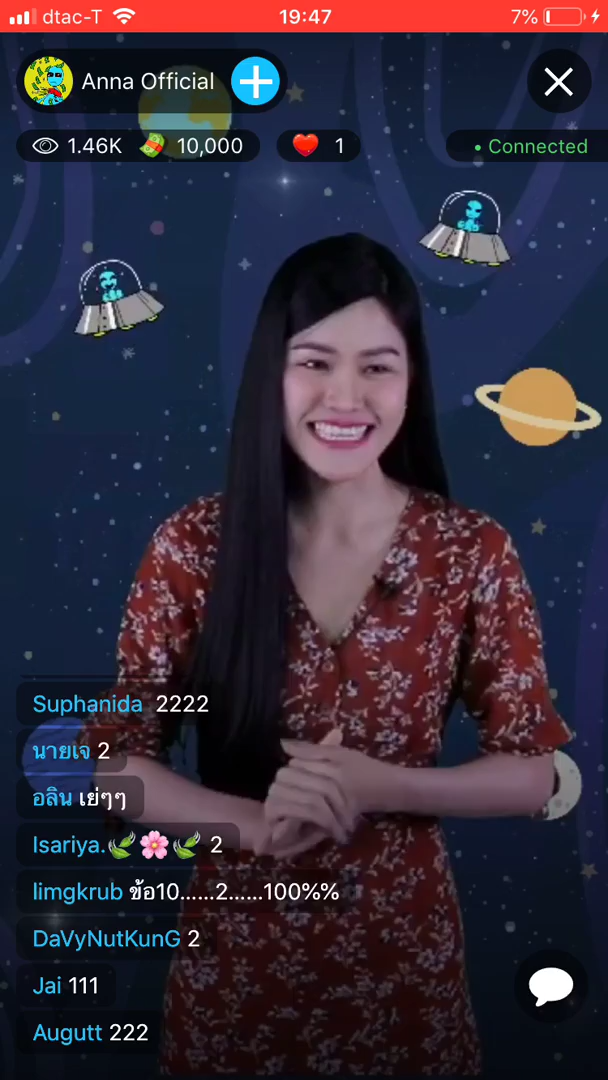 dtac-T 19:47 7%
Anna Official
1.46K 10,000 1 • Connected
Suphanida 2222
นายเจ 2
อลิน เย่ๆๆ
Isariya.🍃🌸🍃 2
limgkrub ข้อ10......2......100%%
DaVyNutKunG 2
Jai 111
Augutt 222